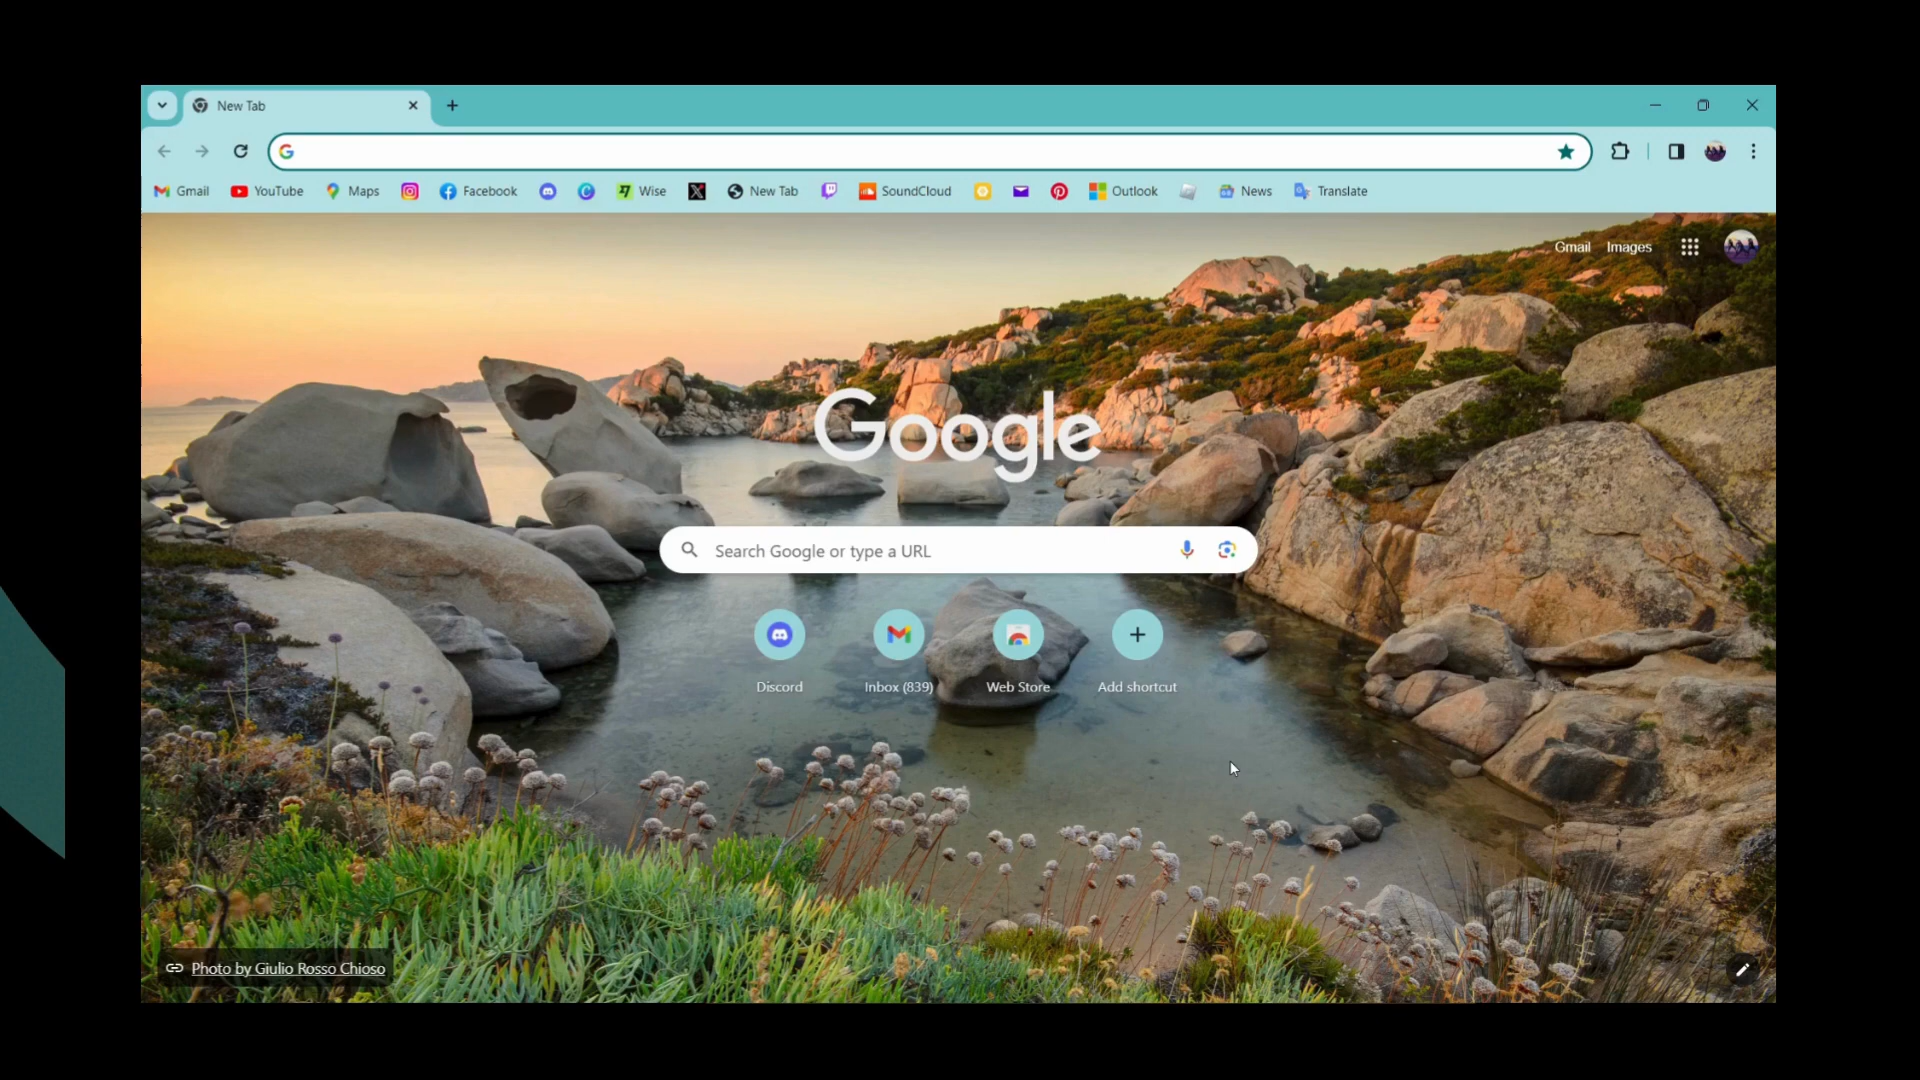 New Tab
Gmail YouTube Maps Facebook Wise New Tab SoundCloud Outlook News Translate
Gmail Images
Google
Search Google or type a URL
Discord Inbox (839) Web Store Add shortcut
Photo by Giulio Rosso Chioso